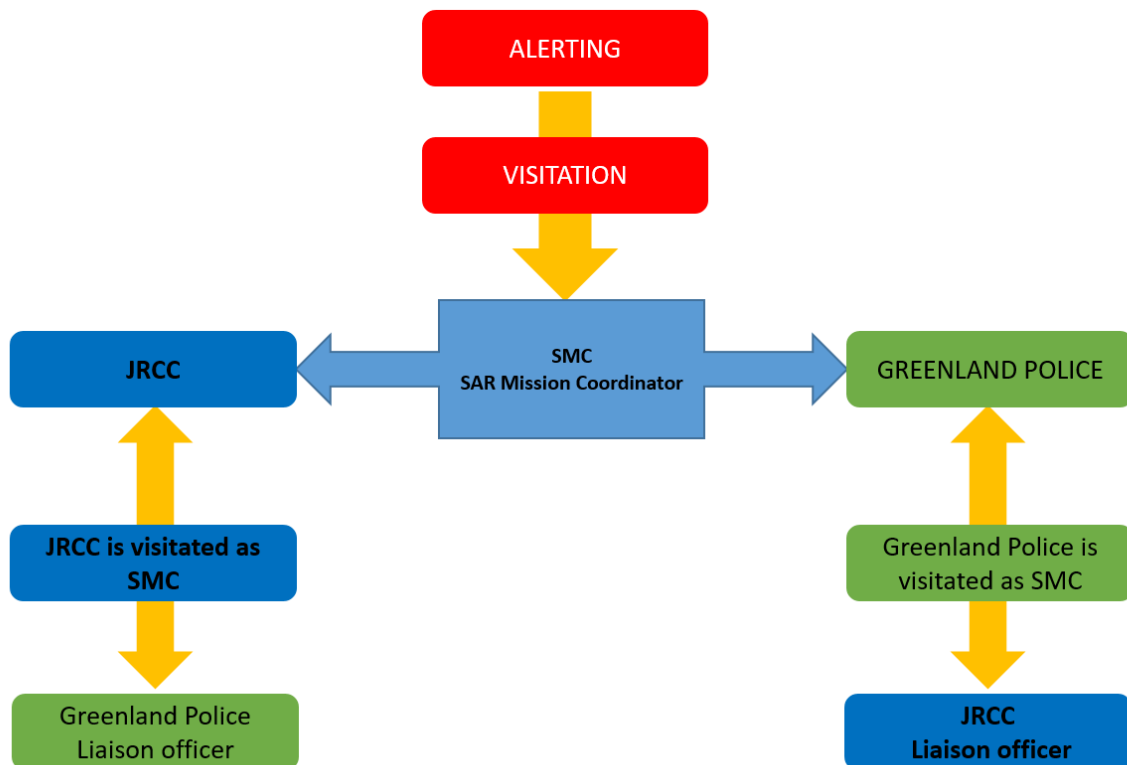 ALERTING
VISITATION
SMC
SAR Mission Coordinator
JRCC
GREENLAND POLICE
JRCC is visitated as
SMC
Greenland Police is
visitated as SMC
Greenland Police
Liaison officer
JRCC
Liaison officer